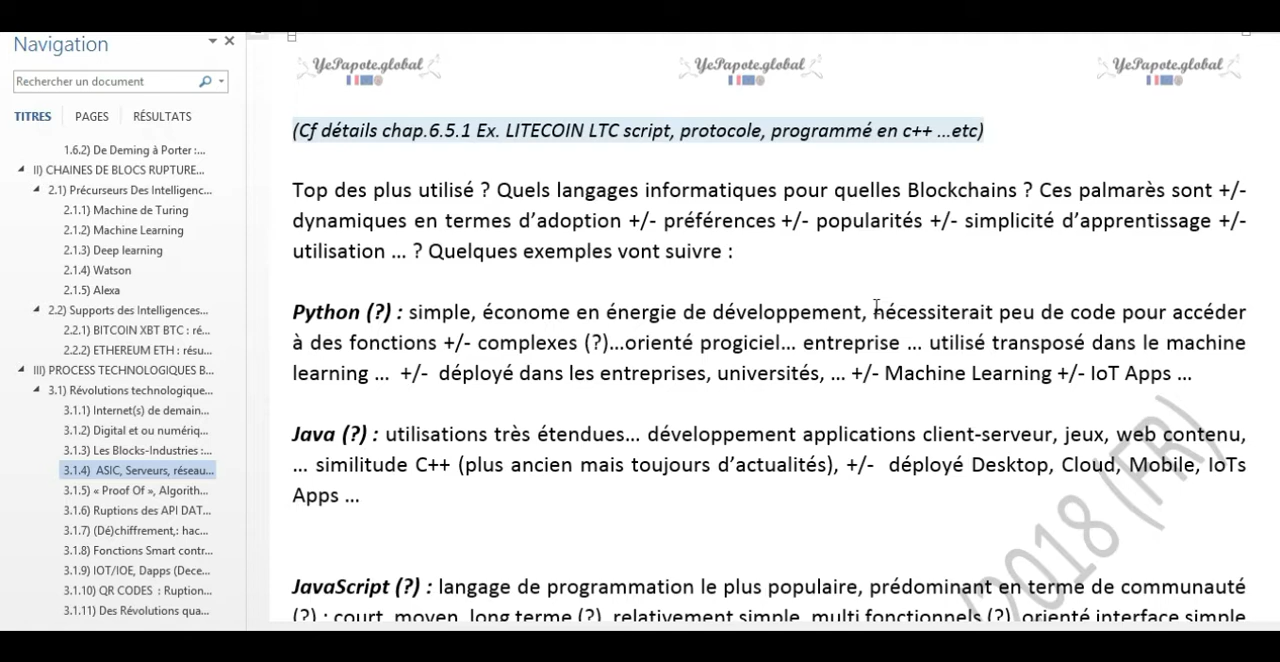 Navigation
Rechercher un document
TITRES PAGES RÉSULTATS
1.6.2) De Deming à Porter :...
II) CHAINES DE BLOCS RUPTURE...
2.1) Précurseurs Des Intelligenc...
2.1.1) Machine de Turing
2.1.2) Machine Learning
2.1.3) Deep learning
2.1.4) Watson
2.1.5) Alexa
2.2) Supports des Intelligences...
2.2.1) BITCOIN XBT BTC : ré...
2.2.2) ETHEREUM ETH : résu...
III) PROCESS TECHNOLOGIQUES B...
3.1) Révolutions technologique...
3.1.1) Internet(s) de demain...
3.1.2) Digital et ou numériq...
3.1.3) Les Blocks-Industries :...
3.1.4) ASIC, Serveurs, réseau...
3.1.5) « Proof Of », Algorith...
3.1.6) Ruptions des API DAT...
3.1.7) (Dé)chiffrement,: hac...
3.1.8) Fonctions Smart contr...
3.1.9) IOT/IOE, Dapps (Dece...
3.1.10) QR CODES : Ruption...
3.1.11) Des Révolutions qua...
YePapote.global YePapote.global YePapote.global
(Cf détails chap.6.5.1 Ex. LITECOIN LTC script, protocole, programmé en c++ ...etc)
Top des plus utilisé ? Quels langages informatiques pour quelles Blockchains ? Ces palmarès sont +/-
dynamiques en termes d'adoption +/- préférences +/- popularités +/- simplicité d'apprentissage +/-
utilisation ... ? Quelques exemples vont suivre :
Python (?) : simple, économe en énergie de développement, nécessiterait peu de code pour accéder
à des fonctions +/- complexes (?)...orienté progiciel... entreprise ... utilisé transposé dans le machine
learning ... +/- déployé dans les entreprises, universités, ... +/- Machine Learning +/- IoT Apps ...
Java (?) : utilisations très étendues... développement applications client-serveur, jeux, web contenu,
... similitude C++ (plus ancien mais toujours d'actualités), +/- déployé Desktop, Cloud, Mobile, IoTs
Apps ...
JavaScript (?) : langage de programmation le plus populaire, prédominant en terme de communauté
(?) : court, moyen, long terme (?), relativement simple, multi fonctionnels (?), orienté interface simple
2018 (FR)